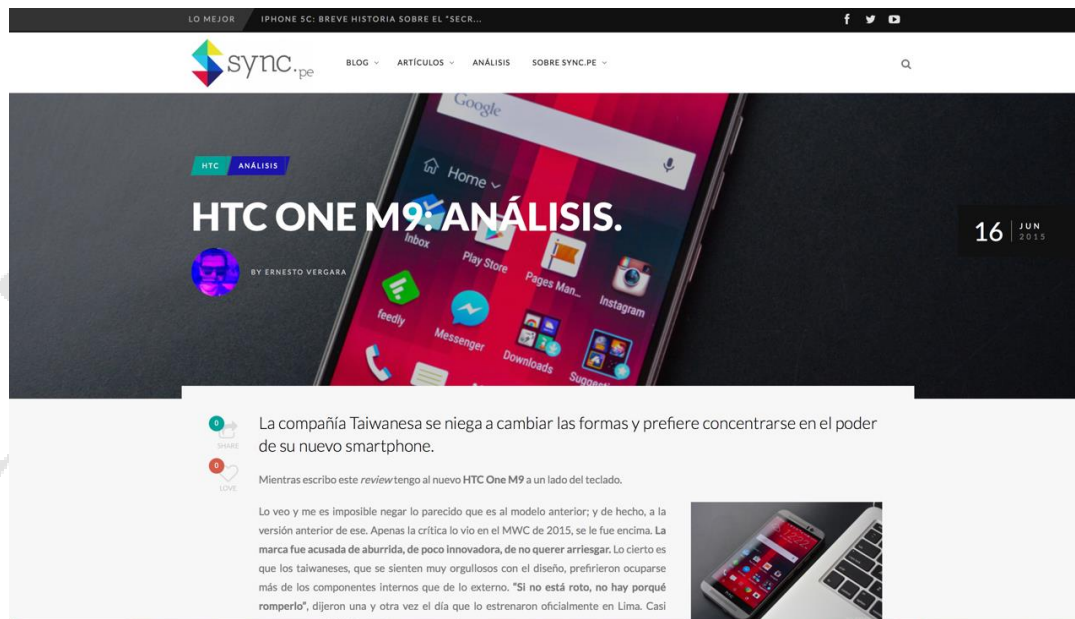 LO MEJOR
IPHONE 5C: BREVE HISTORIA SOBRE EL "SECR...
sync.pe
BLOG
ARTÍCULOS
ANÁLISIS
SOBRE SYNC.PE
Google
Home
HTC
ANÁLISIS
HTC ONE M9: ANÁLISIS.
16
JUN
2015
Inbox
Play Store
Pages Man_
Instagram
BY ERNESTO VERGARA
feedly
Messenger
Downloads
0
SHARE
La compañía Taiwanesa se niega a cambiar las formas y prefiere concentrarse en el poder
de su nuevo smartphone.
0
LOVE
Mientras escribo este review tengo al nuevo HTC One M9 a un lado del teclado.
Lo veo y me es imposible negar lo parecido que es al modelo anterior; y de hecho, a la
versión anterior de ese. Apenas la crítica lo vio en el MWC de 2015, se le fue encima. La
marca fue acusada de aburrida, de poco innovadora, de no querer arriesgar. Lo cierto es
que los taiwaneses, que se sienten muy orgullosos con el diseño, prefirieron ocuparse
más de los componentes internos que de lo externo. "Si no está roto, no hay porqué
romperlo", dijeron una y otra vez el día que lo estrenaron oficialmente en Lima. Casi